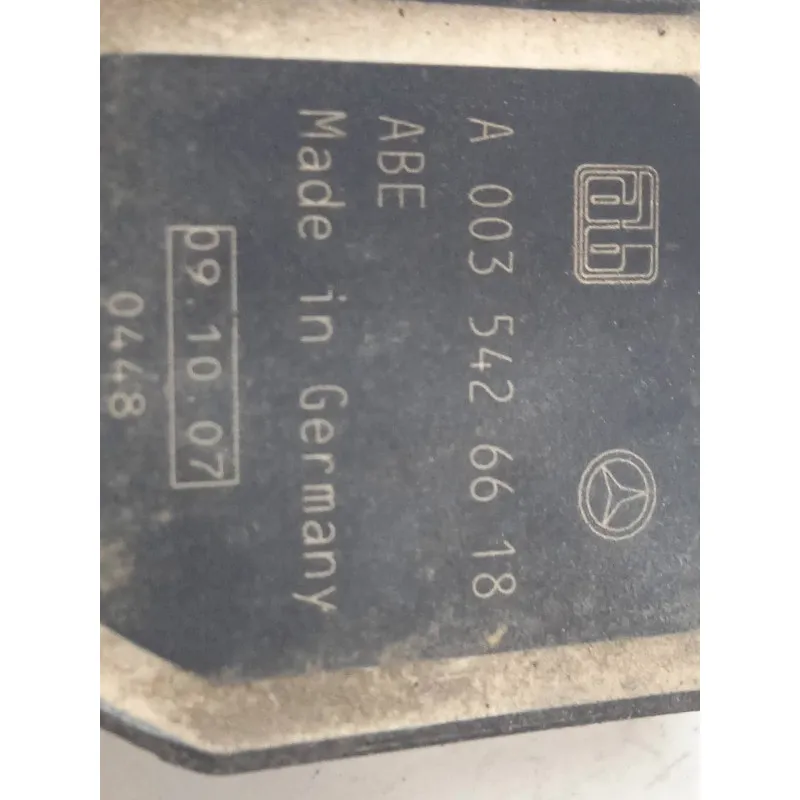 A 003 542 66 18
ABE
Made in Germany
09.10.07
0448